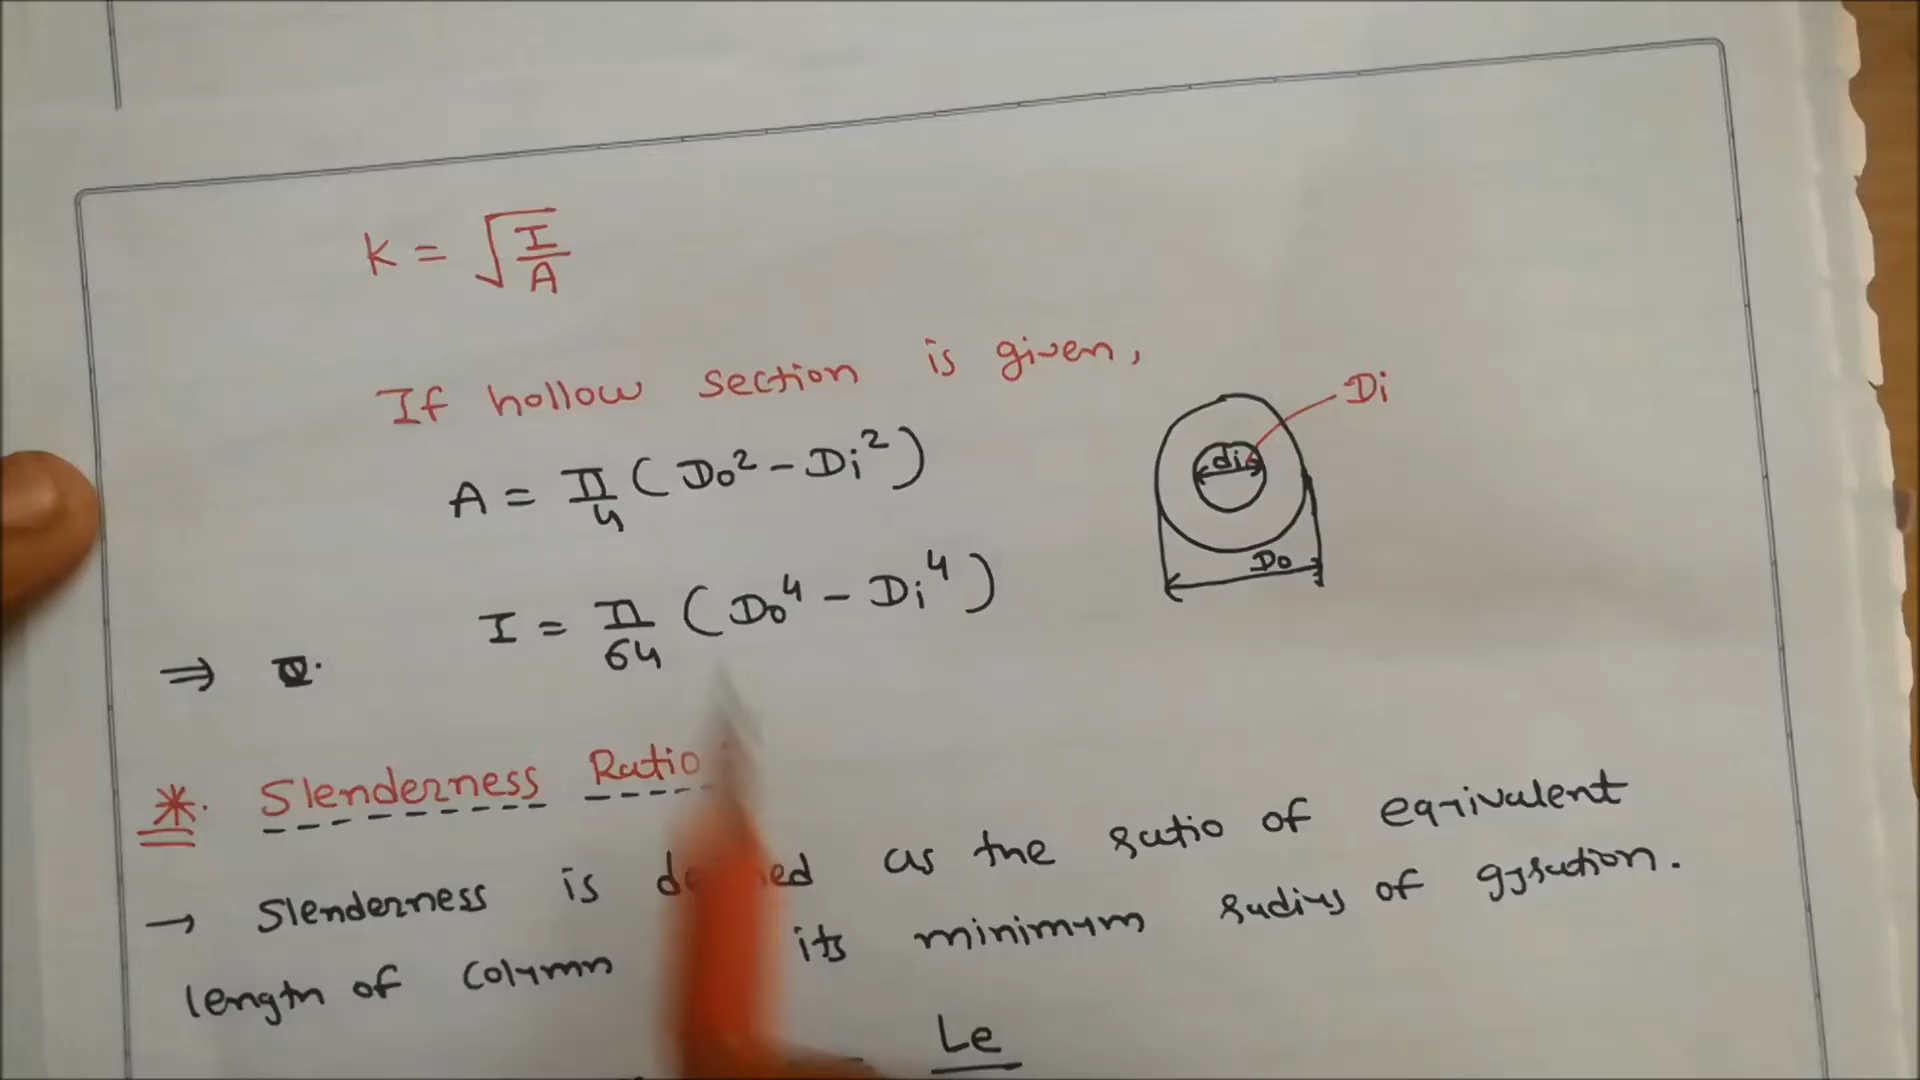 K = √(I/A)
If hollow section is given,
A = π/4 (Do² - Di²)
Di
di
Do
I = π/64 (Do⁴ - Di⁴)
⇒
*. Slenderness Ratio
→ Slenderness is as the ratio of equivalent
length of column its minimum radius of gyration.
Le